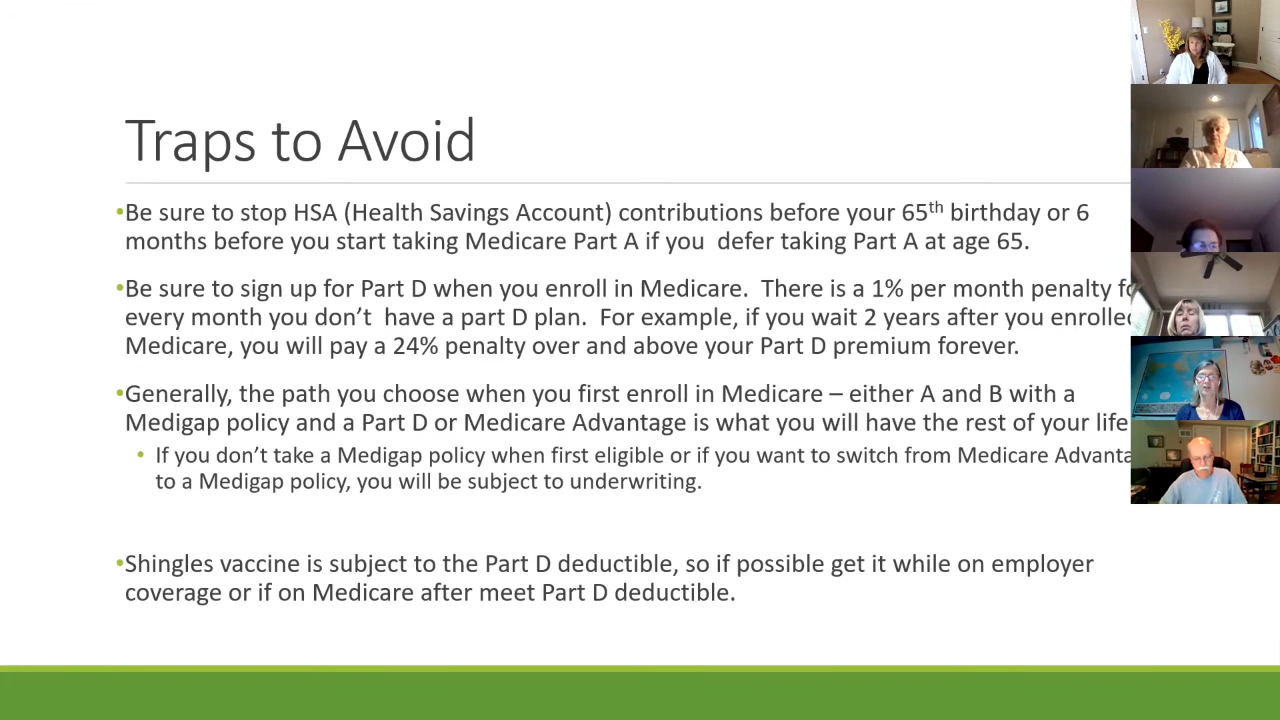 Traps to Avoid
•Be sure to stop HSA (Health Savings Account) contributions before your 65th birthday or 6
months before you start taking Medicare Part A if you  defer taking Part A at age 65.
•Be sure to sign up for Part D when you enroll in Medicare.  There is a 1% per month penalty
every month you don’t  have a part D plan.  For example, if you wait 2 years after you
Medicare, you will pay a 24% penalty over and above your Part D premium forever.
•Generally, the path you choose when you first enroll in Medicare – either A and B with a
Medigap policy and a Part D or Medicare Advantage is what you will have the rest of your life
• If you don’t take a Medigap policy when first eligible or if you want to switch from Medicare
to a Medigap policy, you will be subject to underwriting.
•Shingles vaccine is subject to the Part D deductible, so if possible get it while on employer
coverage or if on Medicare after meet Part D deductible.